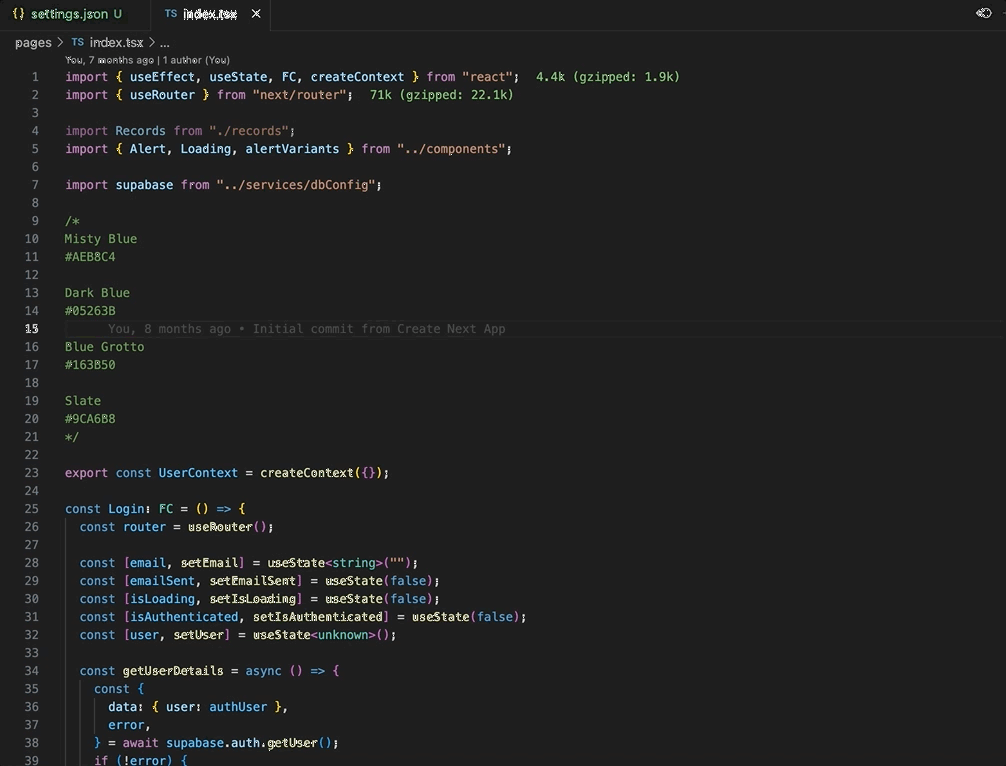 {} settings.json U TS index.tsx ×
pages > TS index.tsx > ...
You, 7 months ago | 1 author (You)
1 import { useEffect, useState, FC, createContext } from "react"; 4.4k (gzipped: 1.9k)
2 import { useRouter } from "next/router"; 71k (gzipped: 22.1k)
3
4 import Records from "./records";
5 import { Alert, Loading, alertVariants } from "../components";
6
7 import supabase from "../services/dbConfig";
8
9 /*
10 Misty Blue
11 #AEB8C4
12
13 Dark Blue
14 #05263B
15 You, 8 months ago • Initial commit from Create Next App
16 Blue Grotto
17 #163B50
18
19 Slate
20 #9CA6B8
21 */
22
23 export const UserContext = createContext({});
24
25 const Login: FC = () => {
26 const router = useRouter();
27
28 const [email, setEmail] = useState<string>("");
29 const [emailSent, setEmailSent] = useState(false);
30 const [isLoading, setIsLoading] = useState(false);
31 const [isAuthenticated, setIsAuthenticated] = useState(false);
32 const [user, setUser] = useState<unknown>();
33
34 const getUserDetails = async () => {
35 const {
36 data: { user: authUser },
37 error,
38 } = await supabase.auth.getUser();
39 if (!error) {